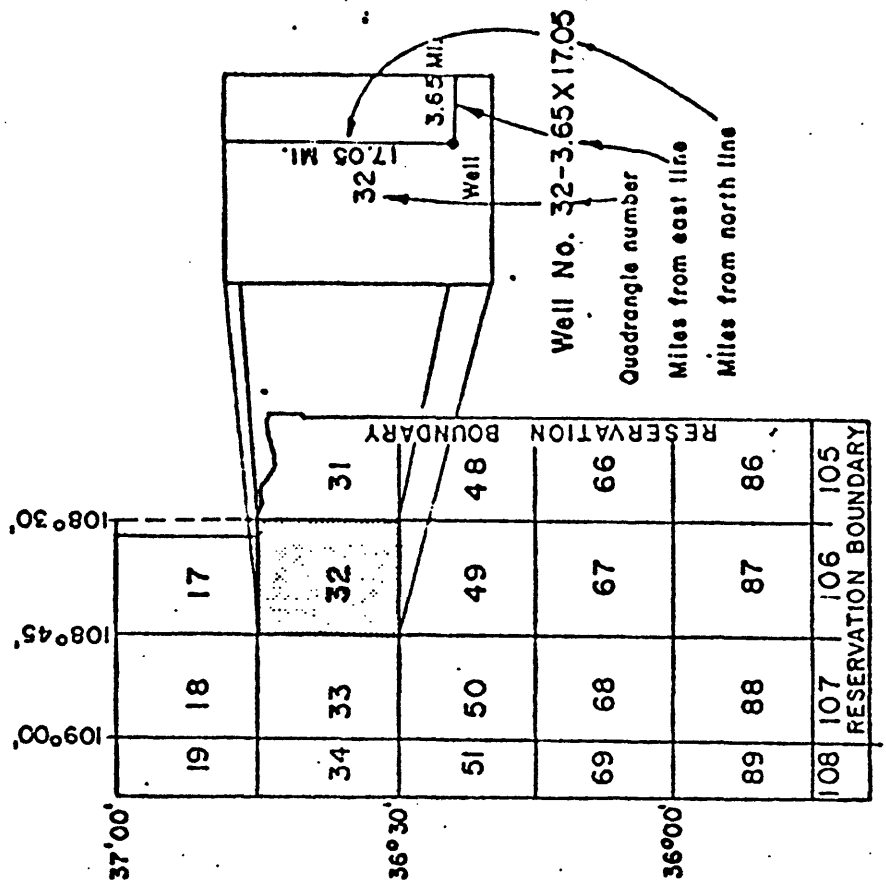 108°30'
108°45'
109°00'
37'00'
36°30'
36°00'
19 18 17
34 33 32 31
51 50 49 48
69 68 67 66
89 88 87 86
108 107 106 105
RESERVATION BOUNDARY
RESERVATION BOUNDARY
17.05 MI.
3.65 MI.
32
Well
Well No. 32-3.65X17.05
Quadrangle number
Miles from east line
Miles from north line